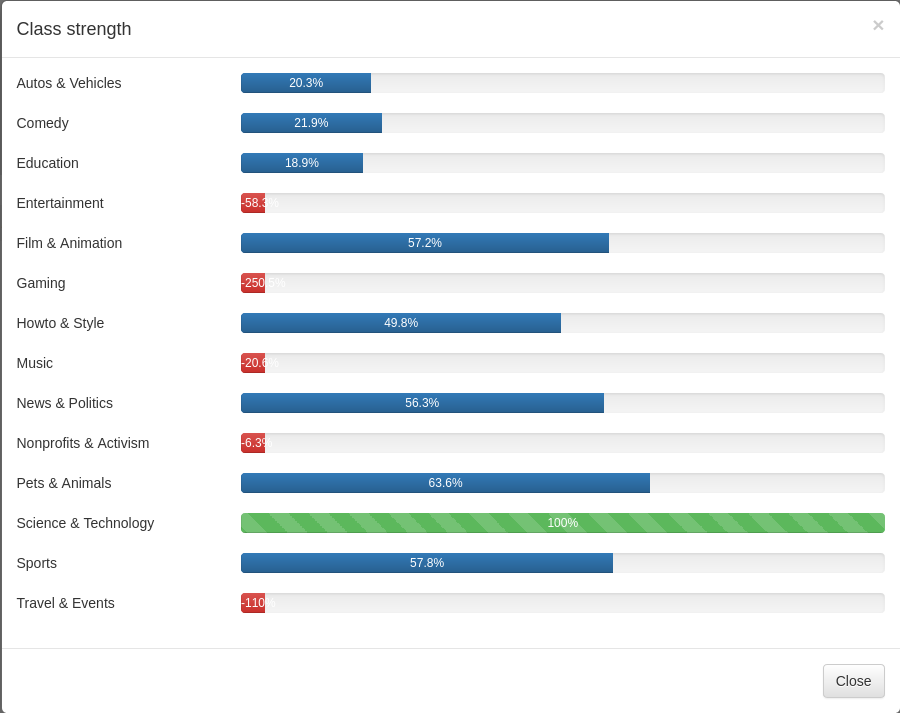 Class strength ×
Autos & Vehicles 20.3%
Comedy 21.9%
Education 18.9%
Entertainment -58.3%
Film & Animation 57.2%
Gaming -250.5%
Howto & Style 49.8%
Music -20.6%
News & Politics 56.3%
Nonprofits & Activism -6.3%
Pets & Animals 63.6%
Science & Technology 100%
Sports 57.8%
Travel & Events -110%
Close